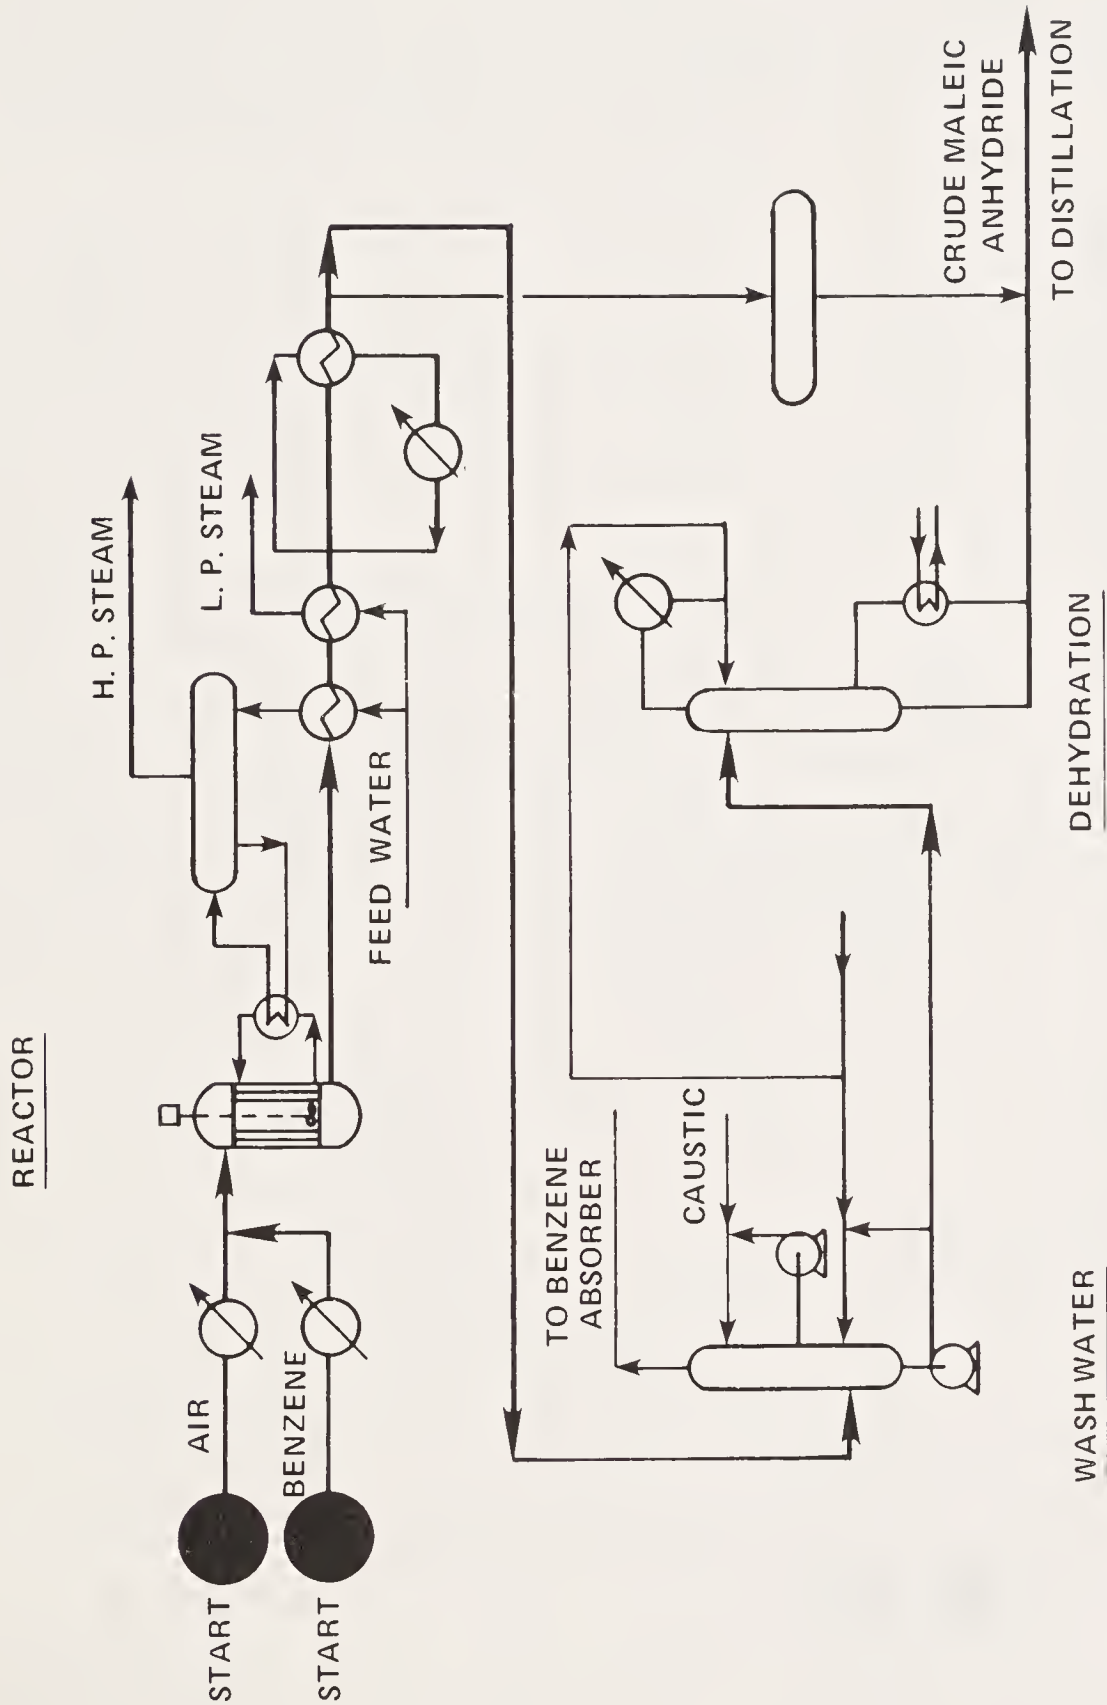 REACTOR
H. P. STEAM
L. P. STEAM
START
AIR
START
BENZENE
FEED WATER
TO BENZENE
ABSORBER
CAUSTIC
CRUDE MALEIC
ANHYDRIDE
TO DISTILLATION
WASH WATER
DEHYDRATION